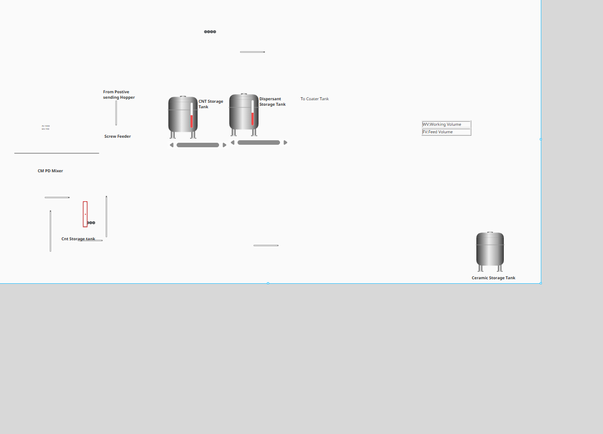 From Postive
sending Hopper
CNT Storage
Tank
Dispersant
Storage Tank
To Coater Tank
WV:Working Volume
FV:Feed Volume
Screw Feeder
CM PD Mixer
Cnt Storage tank
Ceramic Storage Tank